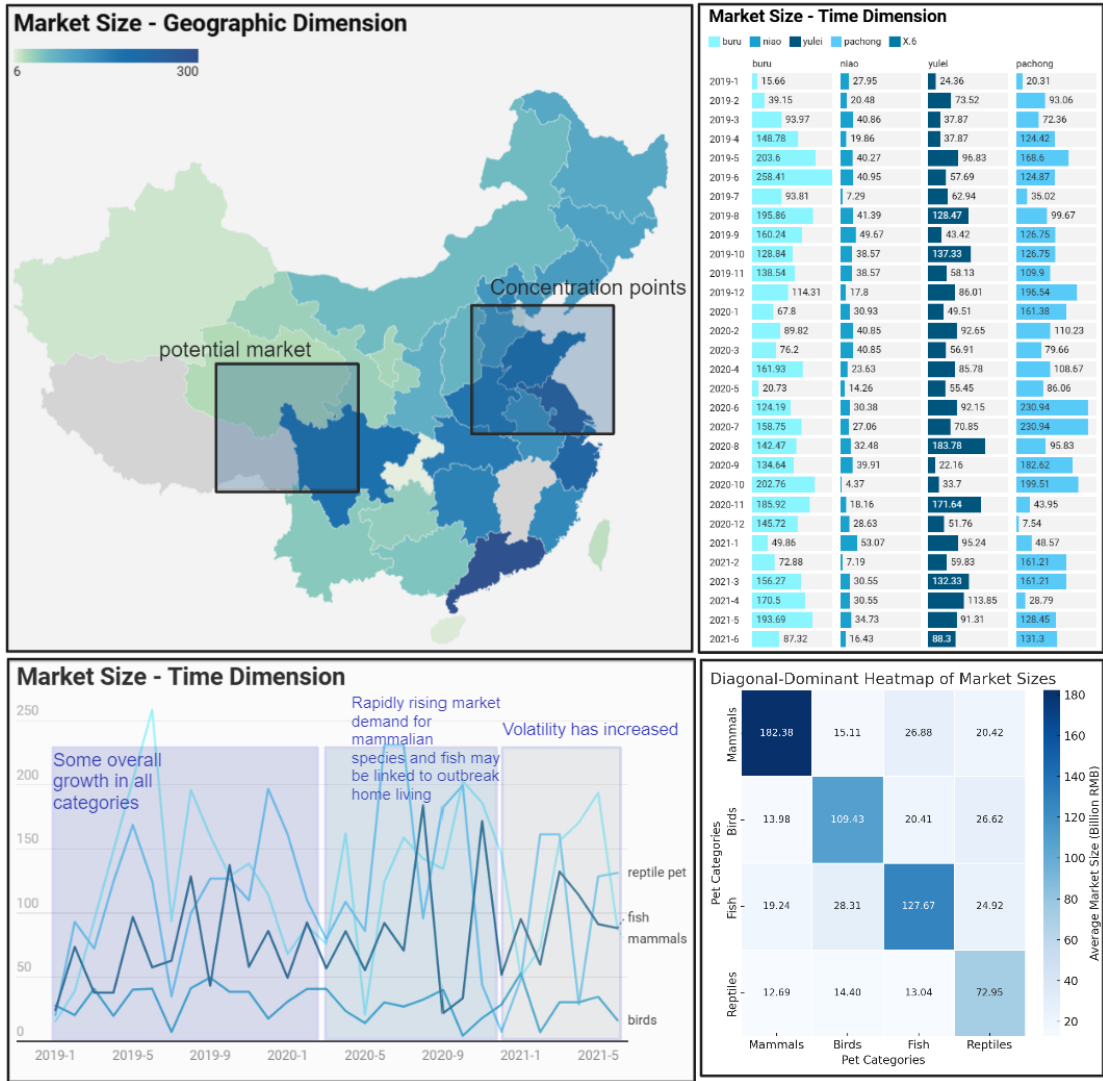 Market Size - Geographic Dimension
6 300
Concentration points
potential market
Market Size - Time Dimension
buru niao yulei pachong X.6
buru niao yulei pachong
2019-1 15.66 27.95 24.36 20.31
2019-2 39.15 20.48 73.52 93.06
2019-3 93.97 40.86 37.87 72.36
2019-4 148.78 19.86 37.87 124.42
2019-5 203.6 40.27 96.83 168.6
2019-6 258.41 40.95 57.69 124.87
2019-7 93.81 7.29 62.94 35.02
2019-8 195.86 41.39 128.47 99.67
2019-9 160.24 49.67 43.42 126.75
2019-10 128.84 38.57 137.33 126.75
2019-11 138.54 38.57 58.13 109.9
2019-12 114.31 17.8 86.01 196.54
2020-1 67.8 30.93 49.51 161.38
2020-2 89.82 40.85 92.65 110.23
2020-3 76.2 40.85 56.91 79.66
2020-4 161.93 23.63 85.78 108.67
2020-5 20.73 14.26 55.45 86.06
2020-6 124.19 30.38 92.15 230.94
2020-7 158.75 27.06 70.85 230.94
2020-8 142.47 32.48 183.78 95.83
2020-9 134.64 39.91 22.16 182.62
2020-10 202.76 4.37 33.7 199.51
2020-11 185.92 18.16 171.64 43.95
2020-12 145.72 28.63 51.76 7.54
2021-1 49.86 53.07 95.24 48.57
2021-2 72.88 7.19 59.83 161.21
2021-3 156.27 30.55 132.33 161.21
2021-4 170.5 30.55 113.85 28.79
2021-5 193.69 34.73 91.31 128.45
2021-6 87.32 16.43 88.3 131.3
Market Size - Time Dimension
250
200
150
100
50
0
Some overall
growth in all
categories
Rapidly rising market
demand for
mammalian
species and fish may
be linked to outbreak
home living
Volatility has increased
reptile pet
fish
mammals
birds
2019-1 2019-5 2019-9 2020-1 2020-5 2020-9 2021-1 2021-5
Diagonal-Dominant Heatmap of Market Sizes
Pet Categories
Mammals 182.38 15.11 26.88 20.42
Birds 13.98 109.43 20.41 26.62
Fish 19.24 28.31 127.67 24.92
Reptiles 12.69 14.40 13.04 72.95
Mammals Birds Fish Reptiles
Pet Categories
180
160
140
120
100
80
60
40
20
Average Market Size (Billion RMB)